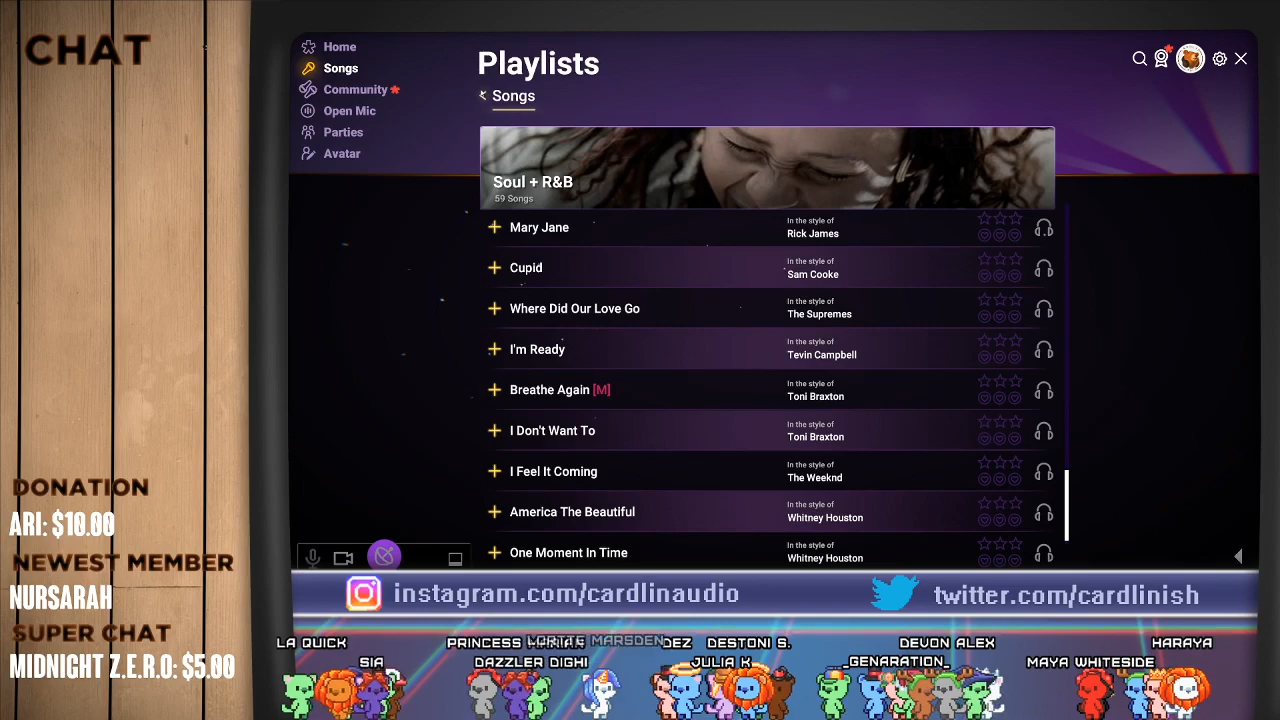 CHAT
Home
Songs
Community
Open Mic
Parties
Avatar
Playlists
Songs
Soul + R&B
59 Songs
Mary Jane In the style of Rick James
Cupid In the style of Sam Cooke
Where Did Our Love Go In the style of The Supremes
I'm Ready In the style of Tevin Campbell
Breathe Again [M] In the style of Toni Braxton
I Don't Want To In the style of Toni Braxton
I Feel It Coming In the style of The Weeknd
America The Beautiful In the style of Whitney Houston
One Moment In Time In the style of Whitney Houston
DONATION
ARI: $10.00
NEWEST MEMBER
NURSARAH
SUPER CHAT
MIDNIGHT Z.E.R.O: $5.00
instagram.com/cardlinaudio
twitter.com/cardlinish
LA QUICK
PRINCESS
MARSDEN
DEZ
DESTONI S.
DEVON ALEX
HARAYA
SIA
DAZZLER DIGHI
JULIA K
GENARATION_
MAYA WHITESIDE